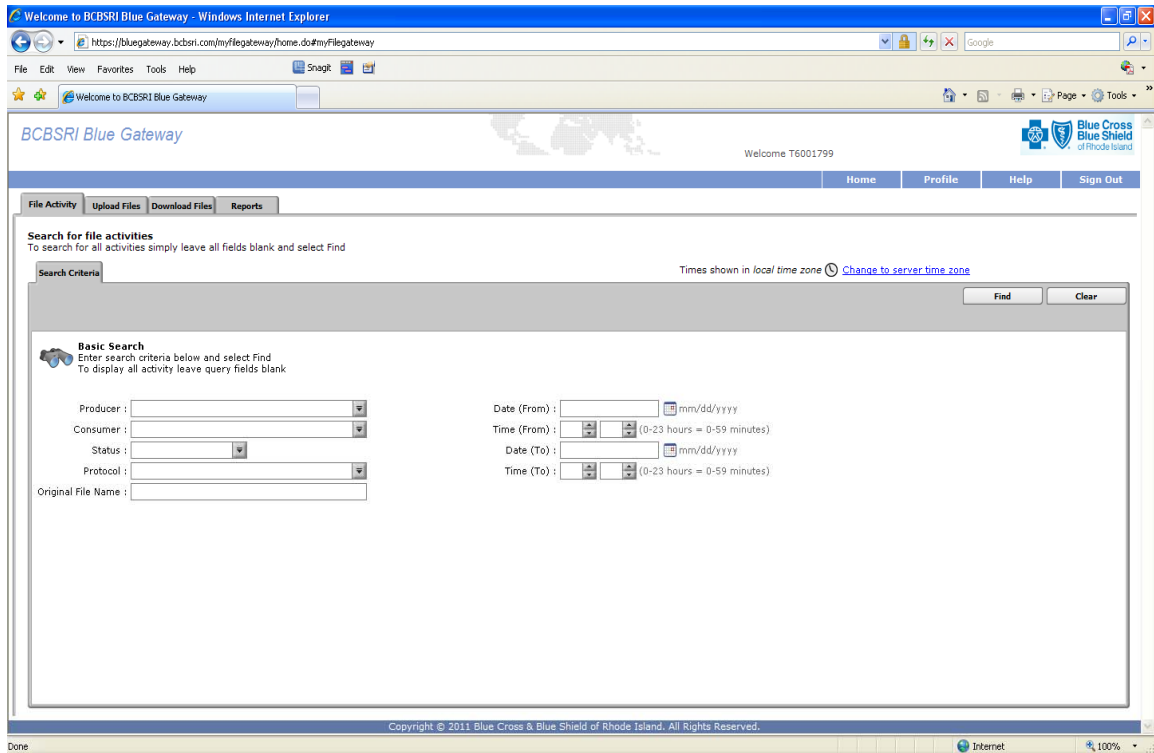 Welcome to BCBSRI Blue Gateway - Windows Internet Explorer
https://bluegateway.bcbsri.com/myfilegateway/home.do#myFilegateway
Google
File Edit View Favorites Tools Help
Snagit
Welcome to BCBSRI Blue Gateway
Page
Tools
BCBSRI Blue Gateway
Welcome T6001799
Blue Cross
Blue Shield
of Rhode Island
Home Profile Help Sign Out
File Activity Upload Files Download Files Reports
Search for file activities
To search for all activities simply leave all fields blank and select Find
Search Criteria
Times shown in local time zone Change to server time zone
Find Clear
Basic Search
Enter search criteria below and select Find
To display all activity leave query fields blank
Producer : Date (From) : mm/dd/yyyy
Consumer : Time (From) : (0-23 hours = 0-59 minutes)
Status : Date (To) : mm/dd/yyyy
Protocol : Time (To) : (0-23 hours = 0-59 minutes)
Original File Name :
Copyright © 2011 Blue Cross & Blue Shield of Rhode Island. All Rights Reserved.
Done Internet 100%